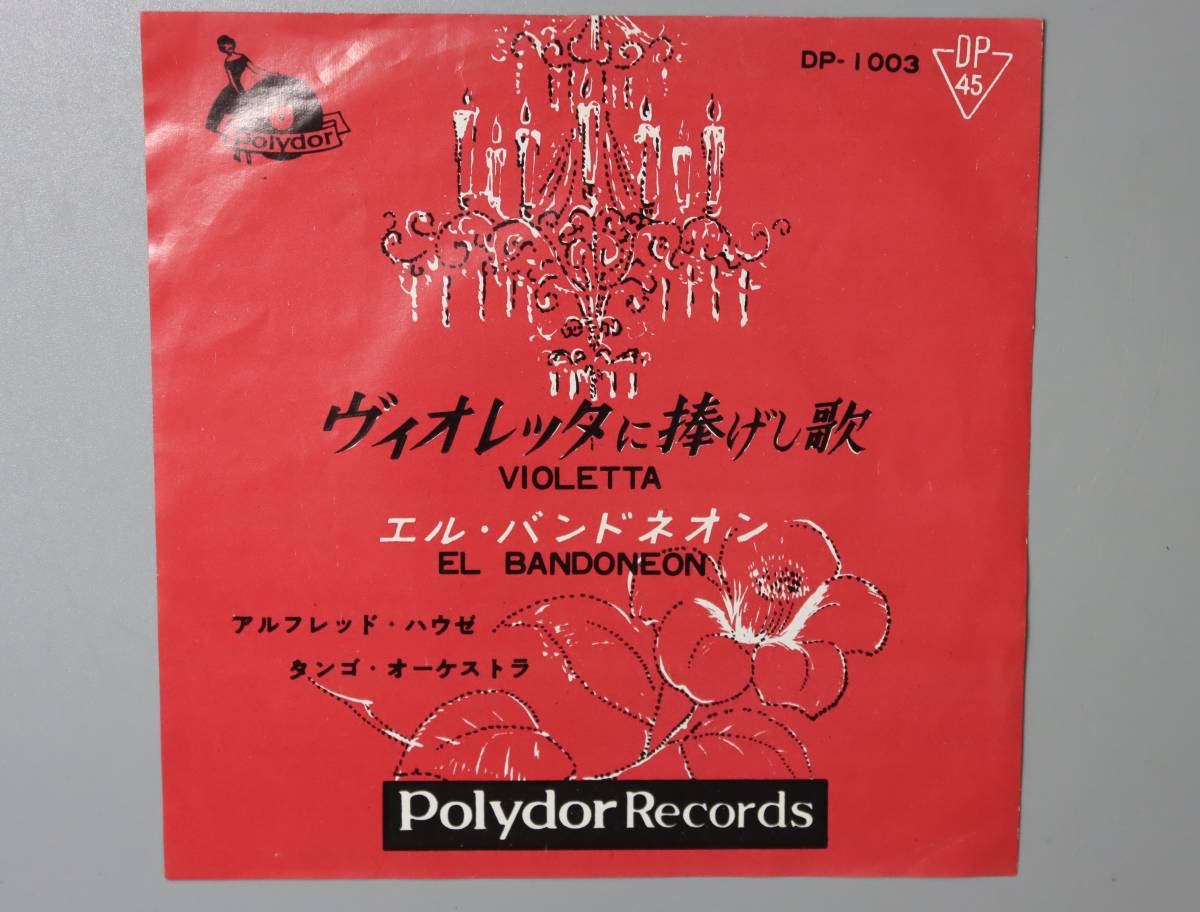 polydor
DP-1003
DP
45
ヴィオレッタに捧げし歌
VIOLETTA
エル・バンドネオン
EL BANDONEON
アルフレッド・ハウゼ
タンゴ・オーケストラ
Polydor Records